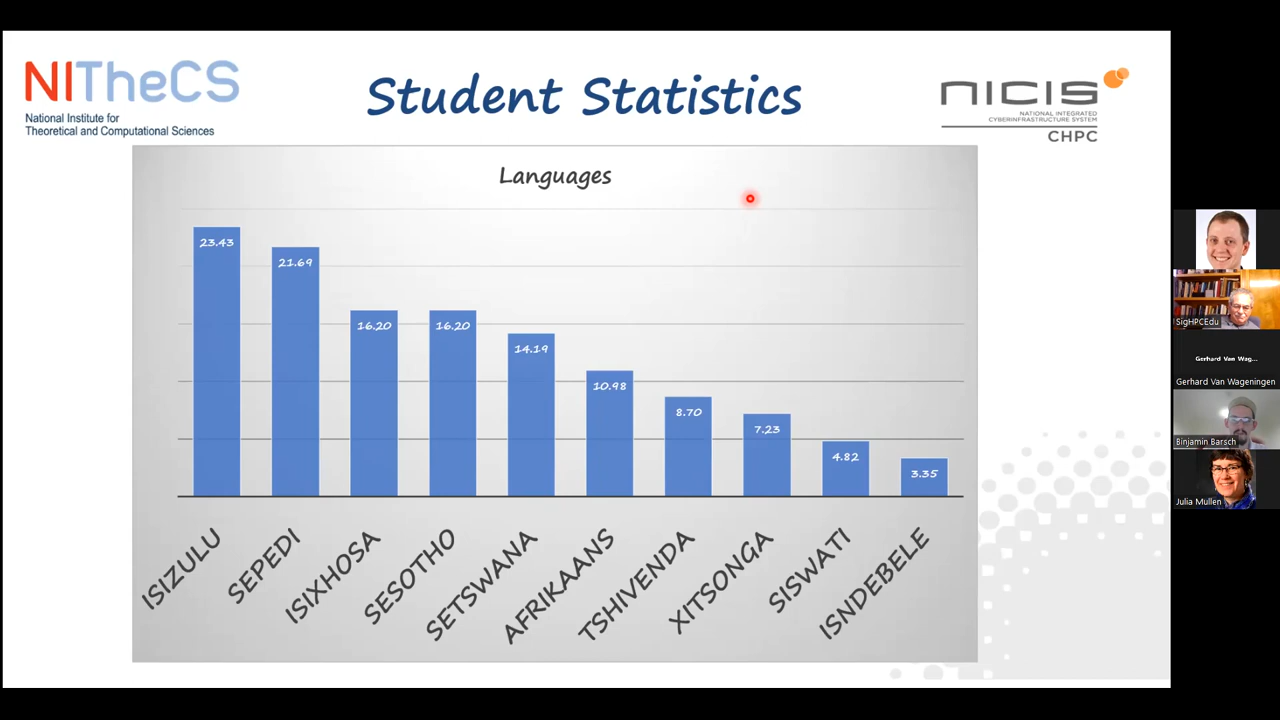 NITheCS
National Institute for
Theoretical and Computational Sciences
Student Statistics
NICIS
NATIONAL INTEGRATED
CYBERINFRASTRUCTURE SYSTEM
CHPC
Languages
23.43
21.69
16.20
16.20
14.19
10.98
8.70
7.23
4.82
3.35
ISIZULU
SEPEDI
ISIXHOSA
SESOTHO
SETSWANA
AFRIKAANS
TSHIVENDA
XITSONGA
SISWATI
ISNDEBELE
SigHPCEdu
Gerhard Van Wag...
Gerhard Van Wageningen
Binjamin Barsch
Julia Mullen